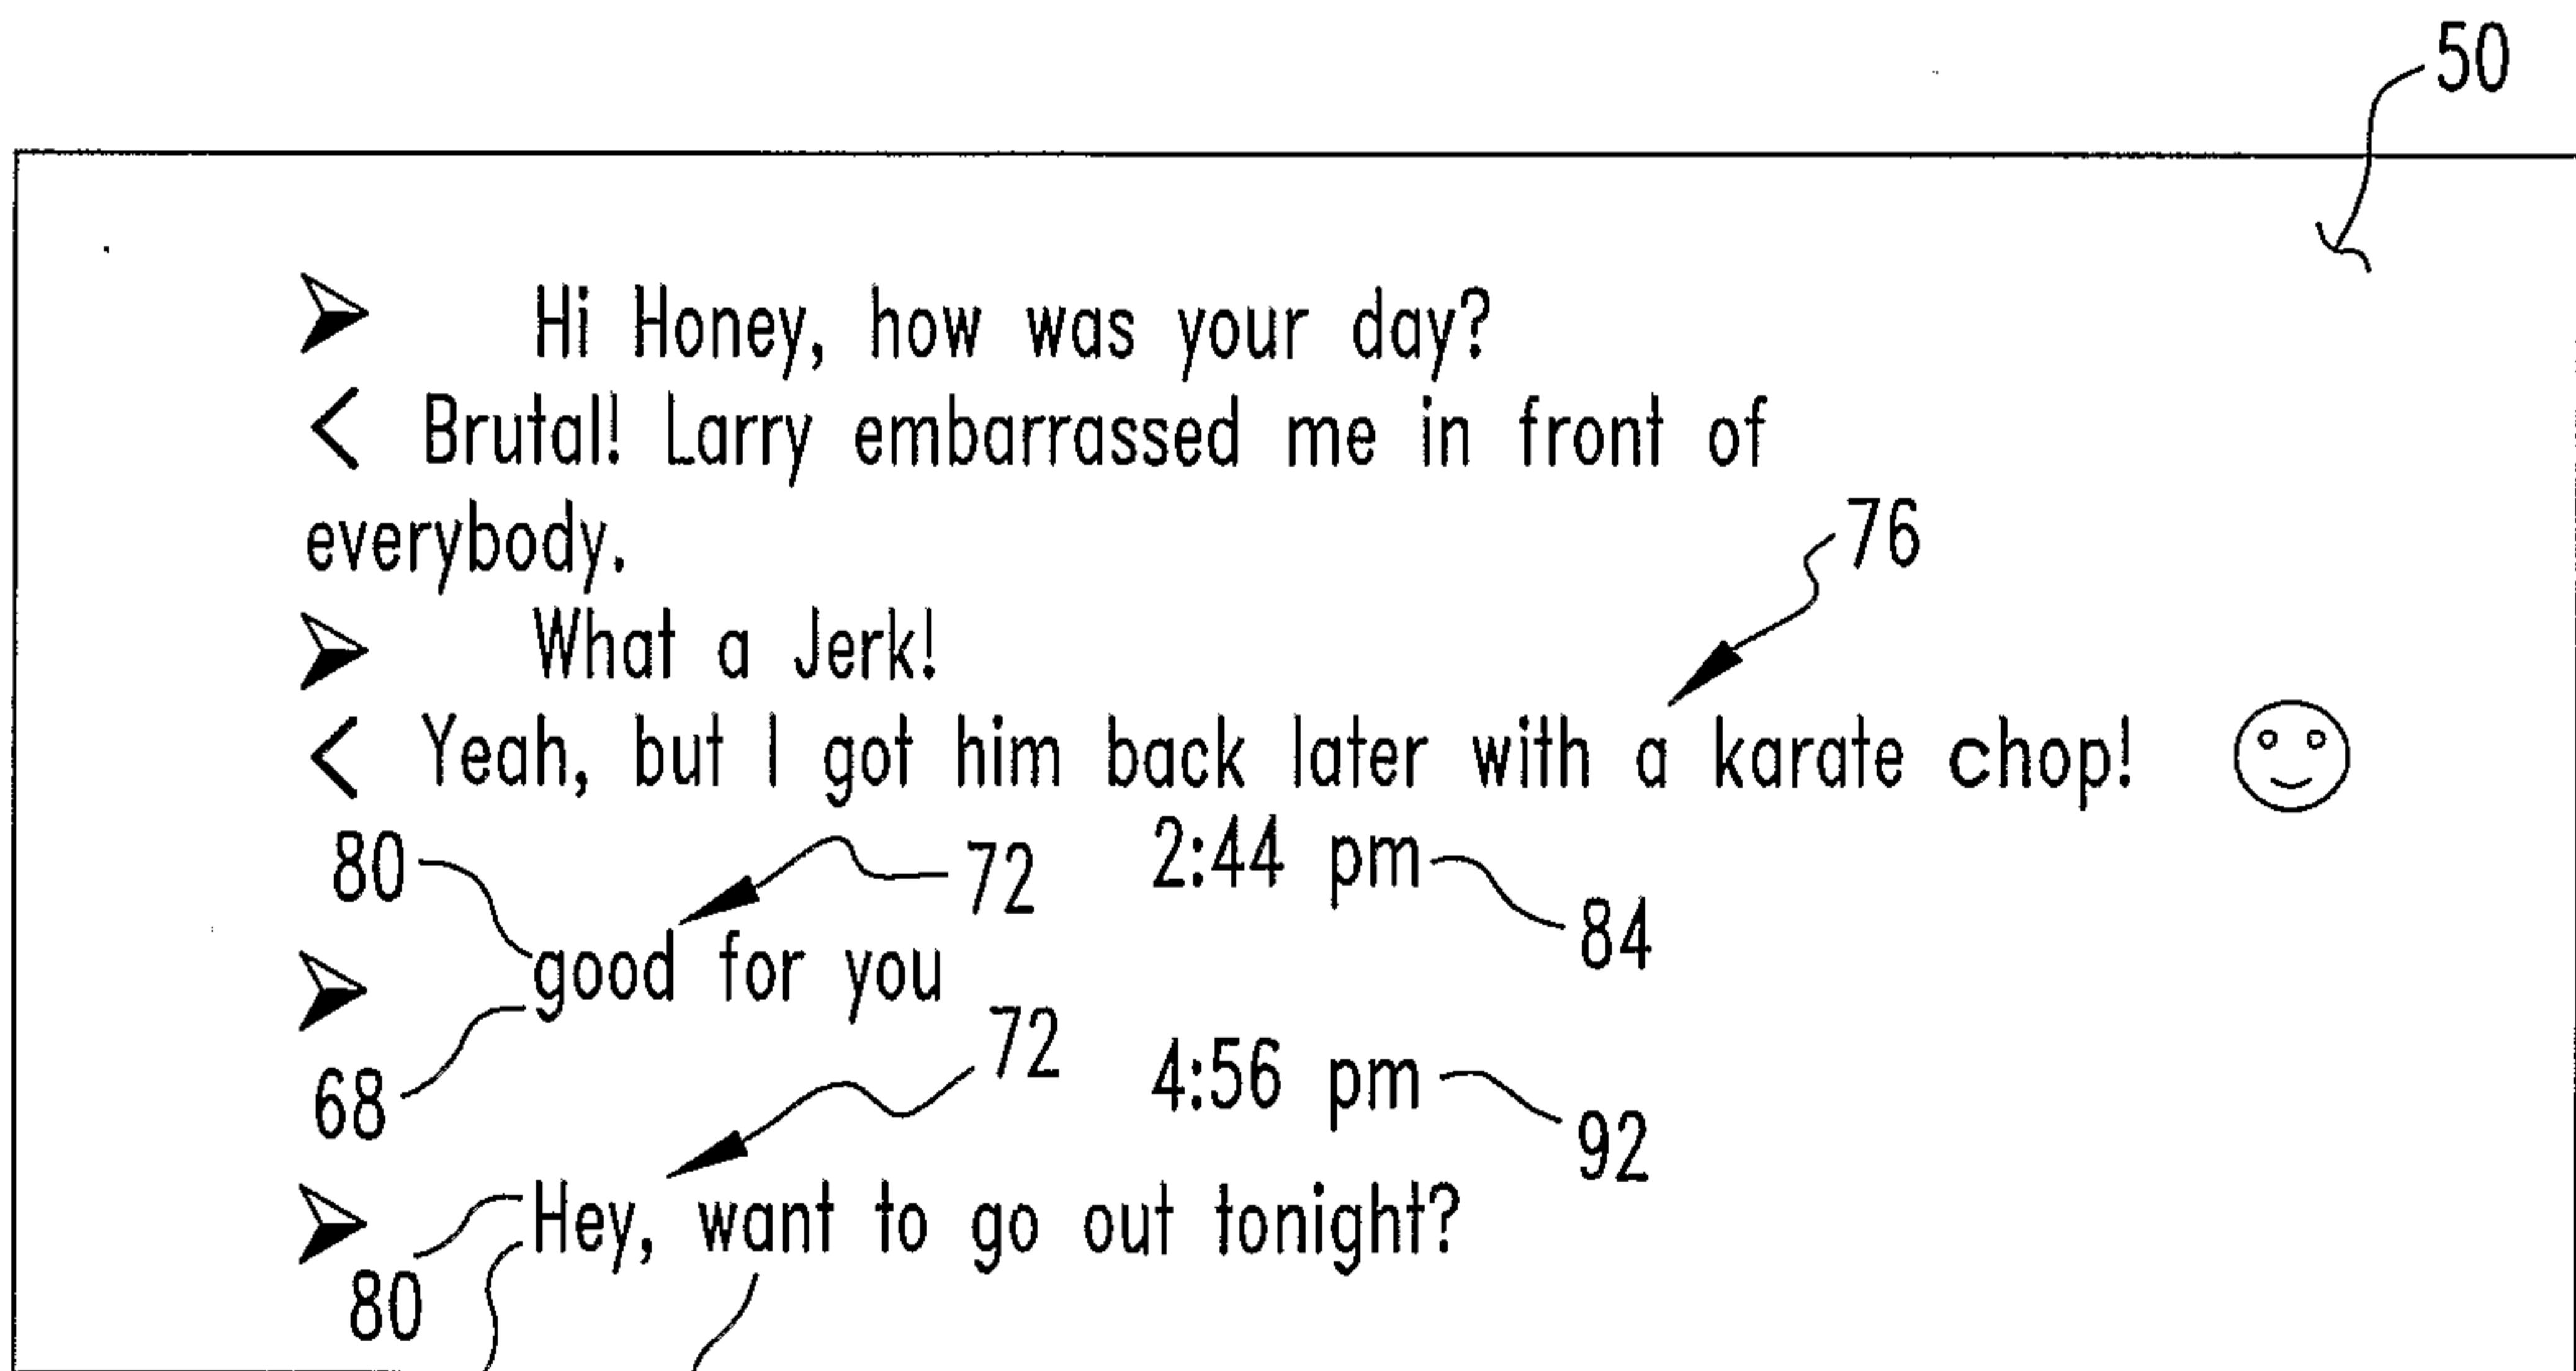 50
➢ Hi Honey, how was your day?
< Brutal! Larry embarrassed me in front of
everybody.
76
➢ What a Jerk!
< Yeah, but I got him back later with a karate chop! ☺
80 72 2:44 pm 84
➢ good for you
68 72 4:56 pm 92
➢ Hey, want to go out tonight?
80